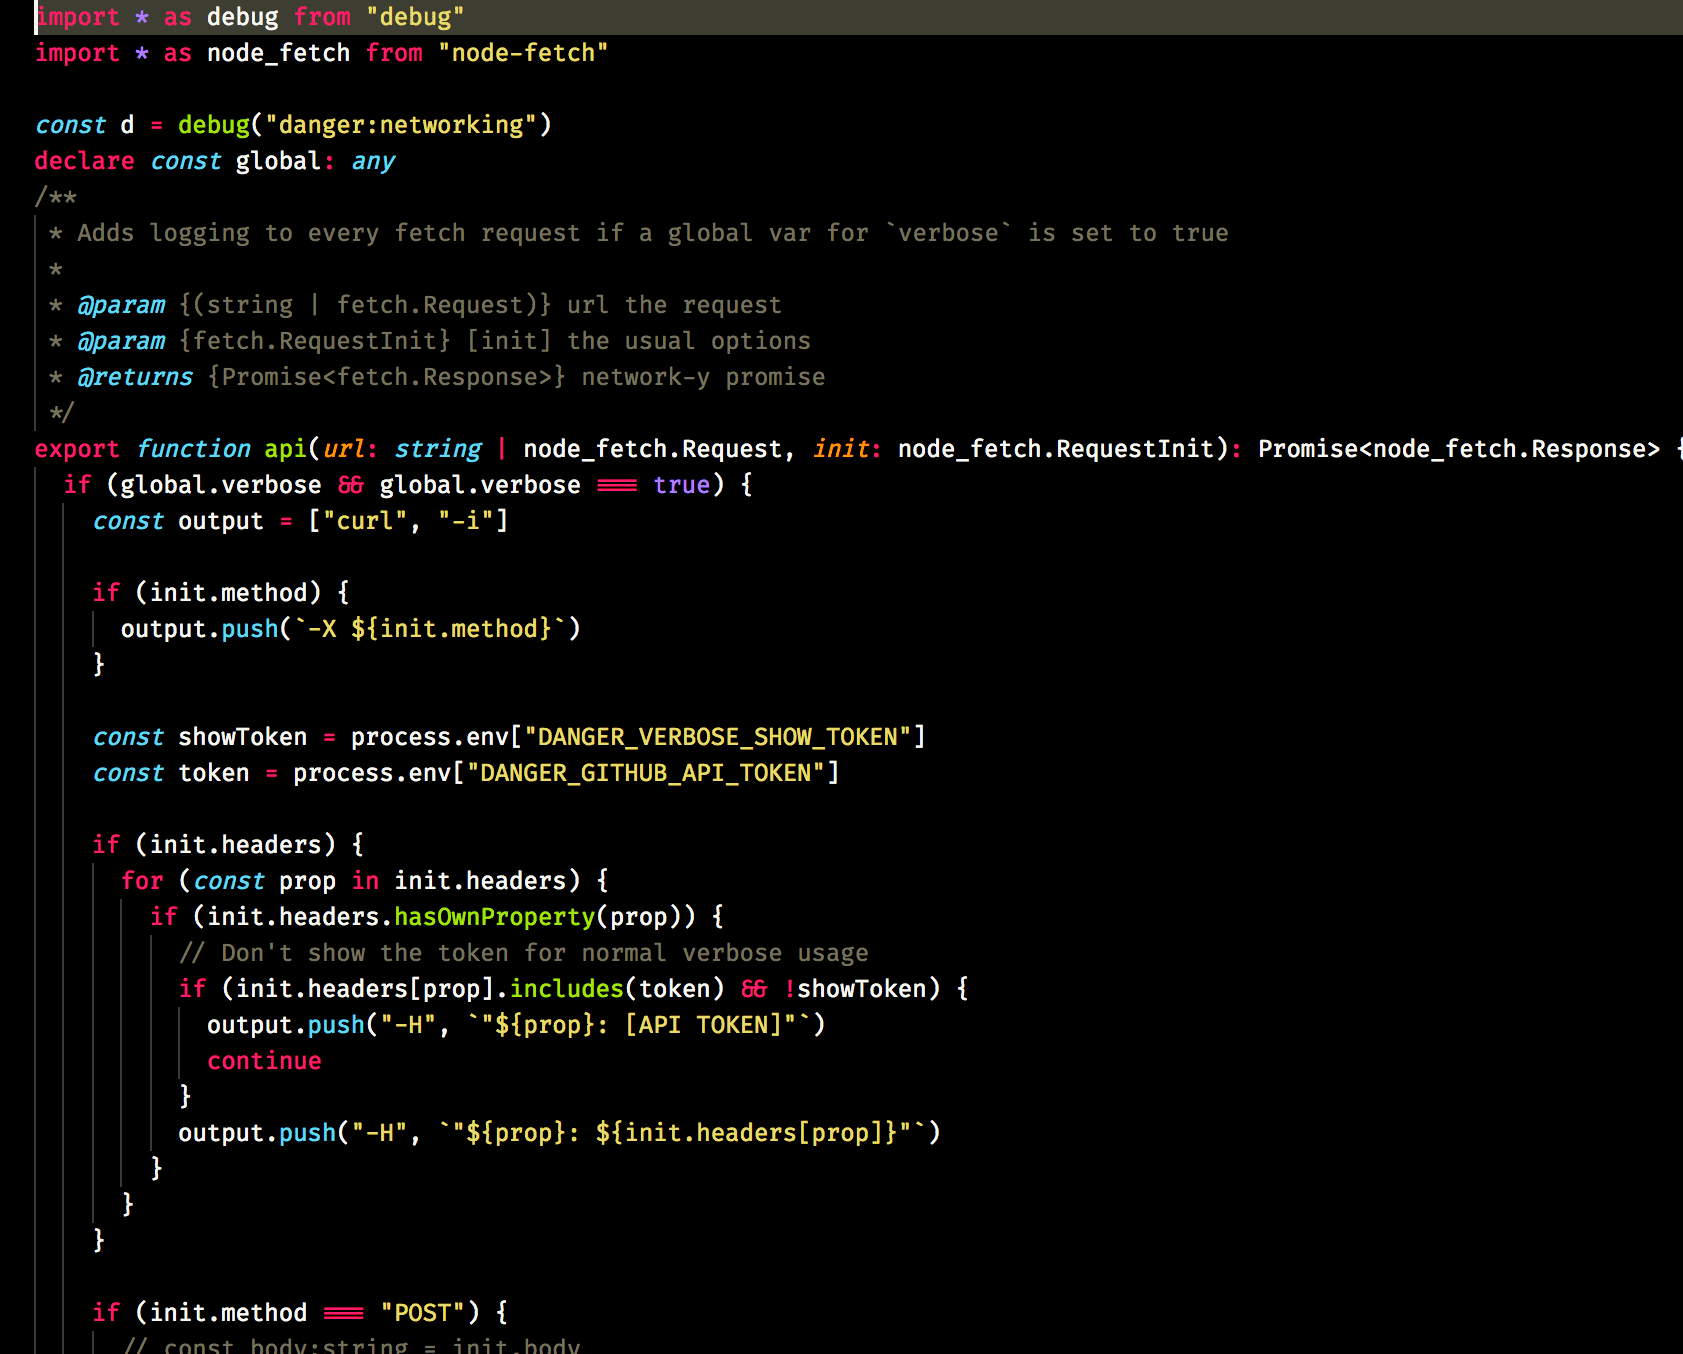 import * as debug from "debug"
import * as node_fetch from "node-fetch"

const d = debug("danger:networking")
declare const global: any
/**
 * Adds logging to every fetch request if a global var for `verbose` is set to true
 *
 * @param {(string | fetch.Request)} url the request
 * @param {fetch.RequestInit} [init] the usual options
 * @returns {Promise<fetch.Response>} network-y promise
 */
export function api(url: string | node_fetch.Request, init: node_fetch.RequestInit): Promise<node_fetch.Response> {
  if (global.verbose && global.verbose === true) {
    const output = ["curl", "-i"]

    if (init.method) {
      output.push(`-X ${init.method}`)
    }

    const showToken = process.env["DANGER_VERBOSE_SHOW_TOKEN"]
    const token = process.env["DANGER_GITHUB_API_TOKEN"]

    if (init.headers) {
      for (const prop in init.headers) {
        if (init.headers.hasOwnProperty(prop)) {
          // Don't show the token for normal verbose usage
          if (init.headers[prop].includes(token) && !showToken) {
            output.push("-H", `"${prop}: [API TOKEN]"`)
            continue
          }
          output.push("-H", `"${prop}: ${init.headers[prop]}"`)
        }
      }
    }

    if (init.method === "POST") {
      // const body:string = init.body